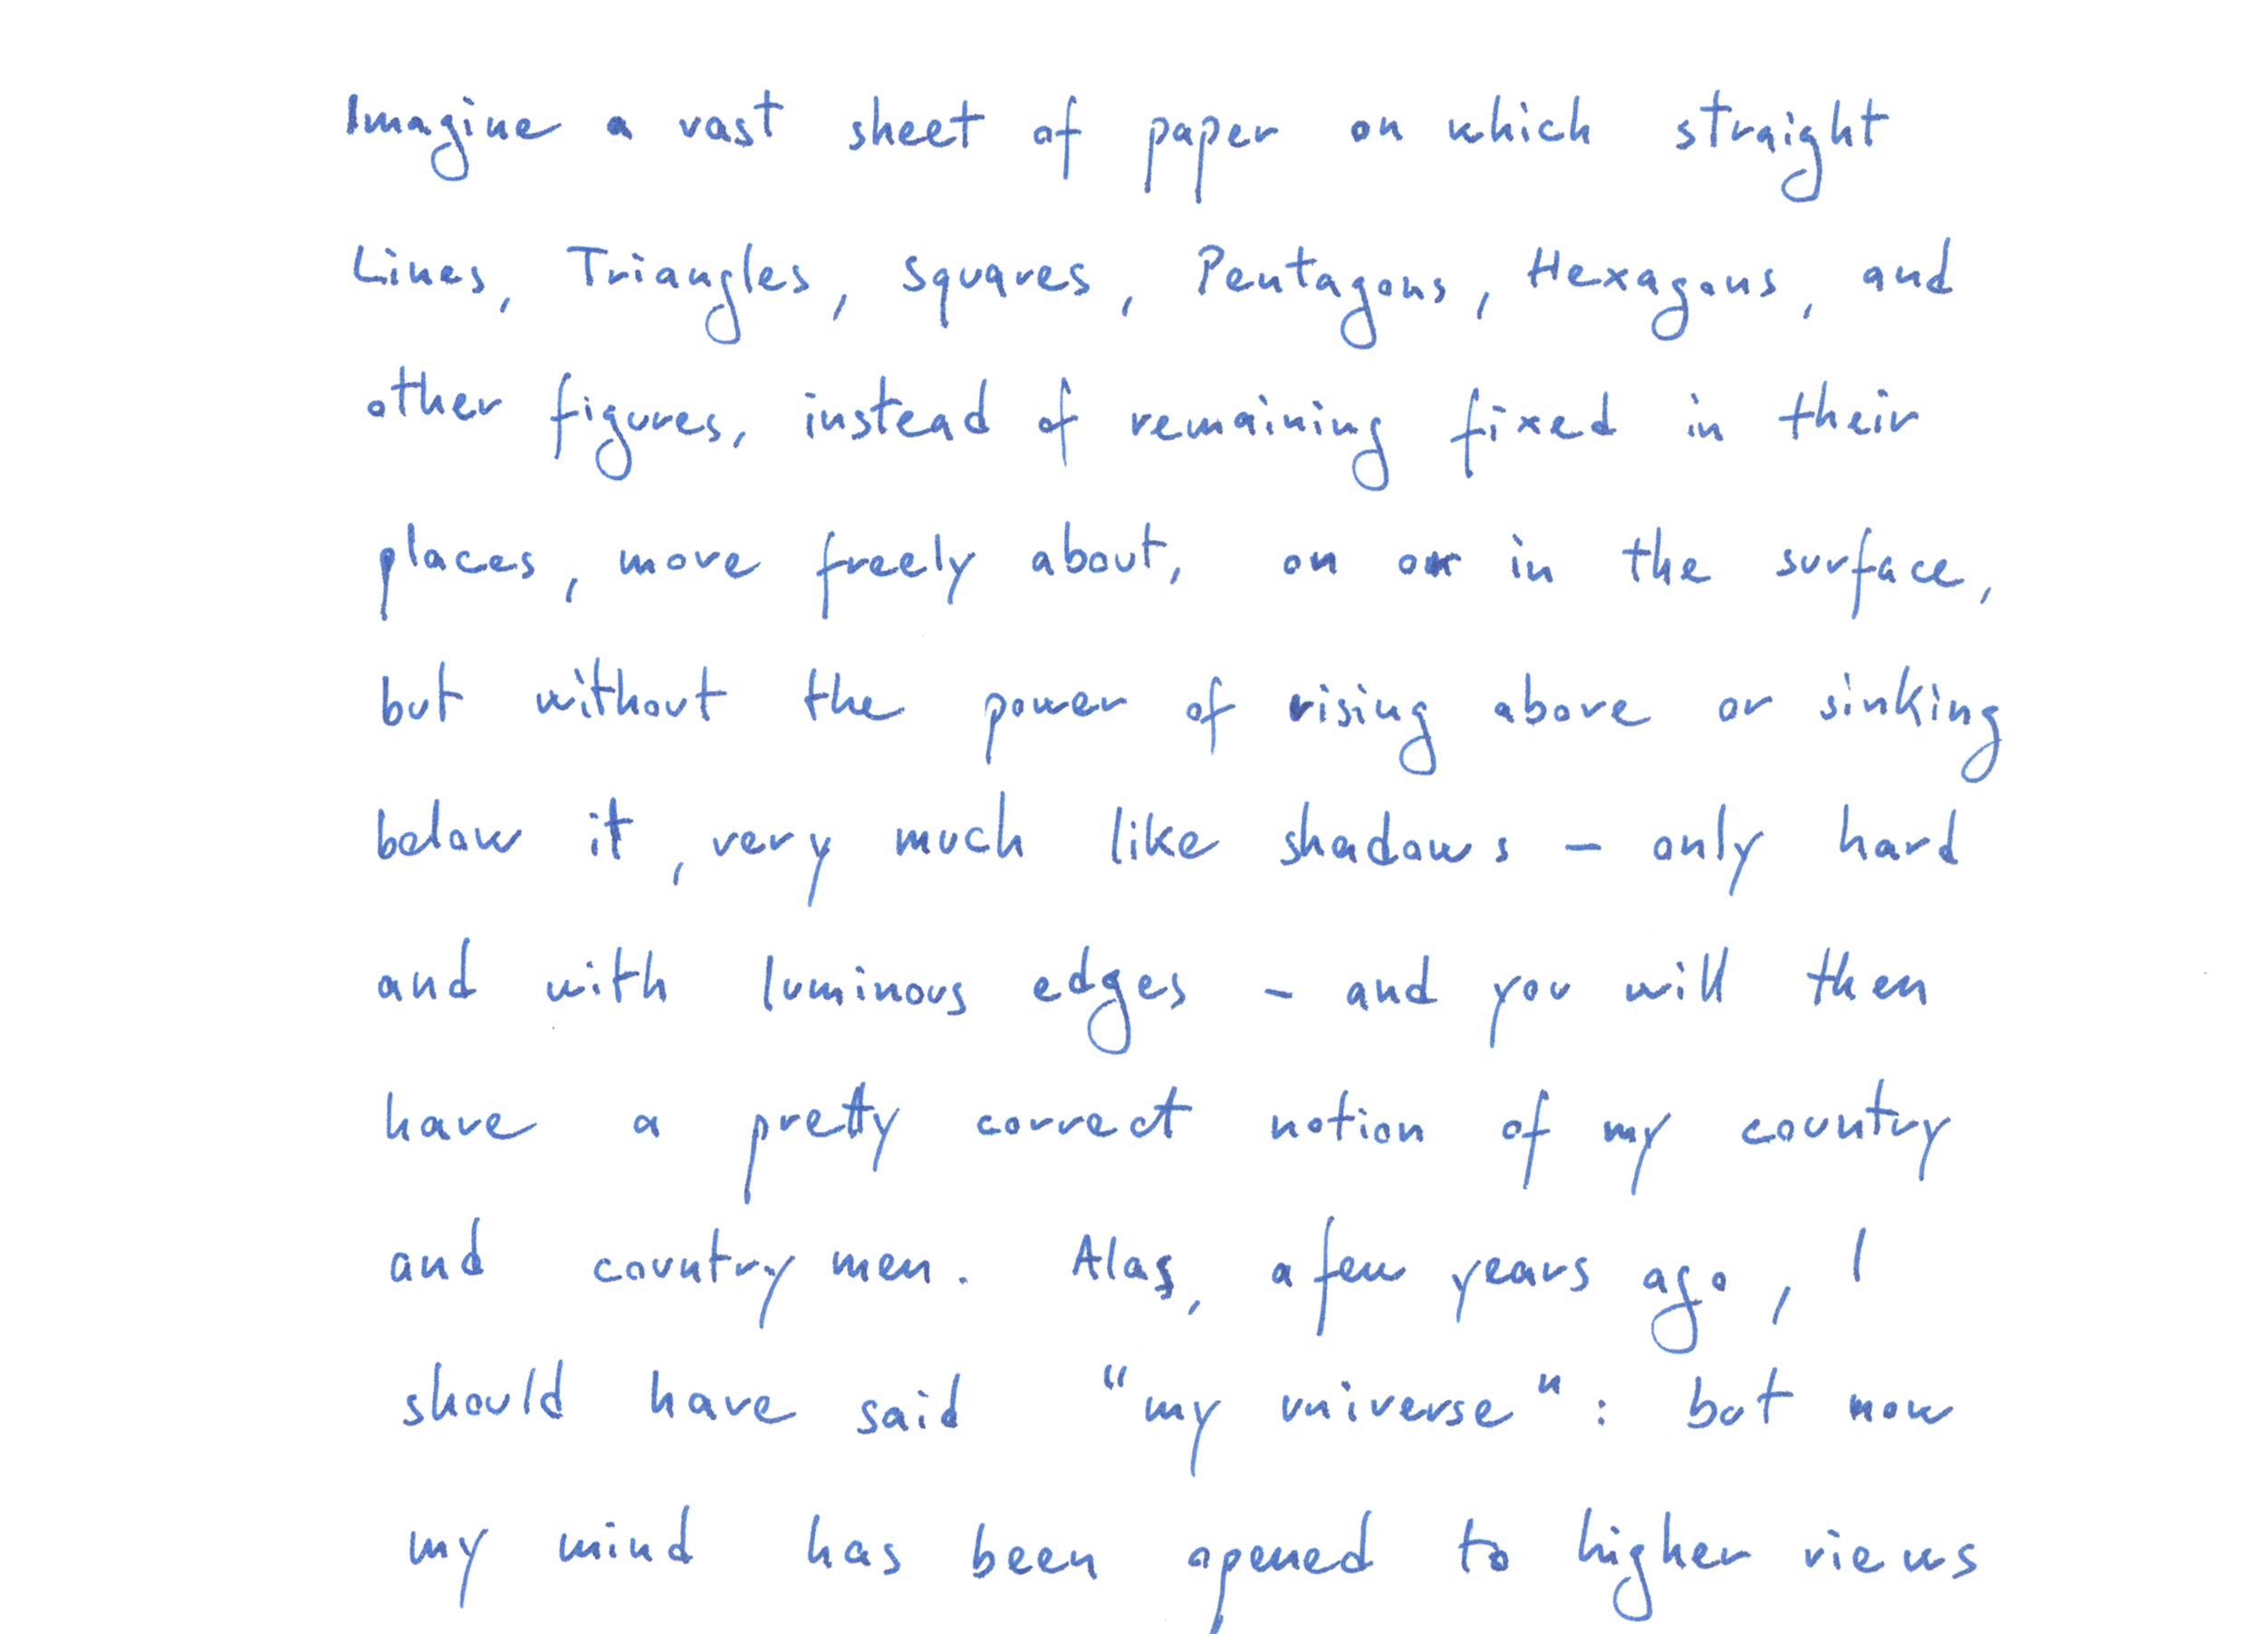 Imagine a vast sheet of paper on which straight
Lines, Triangles, Squares, Pentagons, Hexagons, and
other figures, instead of remaining fixed in their
places, move freely about, on or in the surface,
but without the power of rising above or sinking
below it, very much like shadows – only hard
and with luminous edges – and you will then
have a pretty correct notion of my country
and countrymen. Alas, a few years ago, I
should have said "my universe": but now
my mind has been opened to higher views